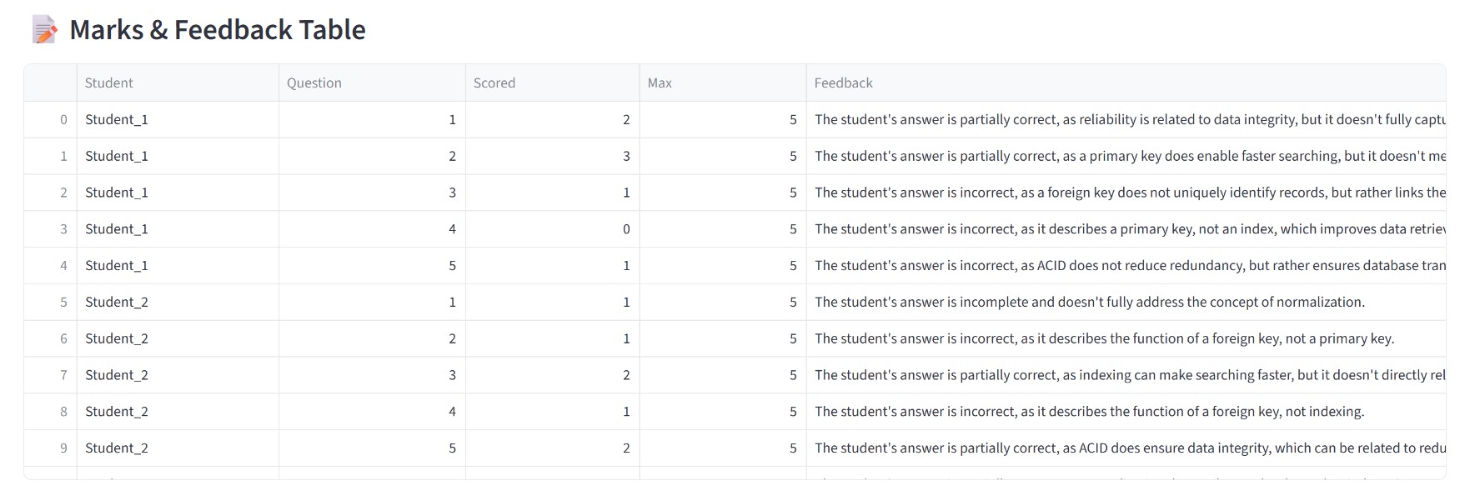 Marks & Feedback Table
Student Question Scored Max Feedback
0 Student_1 1 2 5 The student's answer is partially correct, as reliability is related to data integrity, but it doesn't fully captu
1 Student_1 2 3 5 The student's answer is partially correct, as a primary key does enable faster searching, but it doesn't me
2 Student_1 3 1 5 The student's answer is incorrect, as a foreign key does not uniquely identify records, but rather links the
3 Student_1 4 0 5 The student's answer is incorrect, as it describes a primary key, not an index, which improves data retriev
4 Student_1 5 1 5 The student's answer is incorrect, as ACID does not reduce redundancy, but rather ensures database tran
5 Student_2 1 1 5 The student's answer is incomplete and doesn't fully address the concept of normalization.
6 Student_2 2 1 5 The student's answer is incorrect, as it describes the function of a foreign key, not a primary key.
7 Student_2 3 2 5 The student's answer is partially correct, as indexing can make searching faster, but it doesn't directly rel
8 Student_2 4 1 5 The student's answer is incorrect, as it describes the function of a foreign key, not indexing.
9 Student_2 5 2 5 The student's answer is partially correct, as ACID does ensure data integrity, which can be related to redu